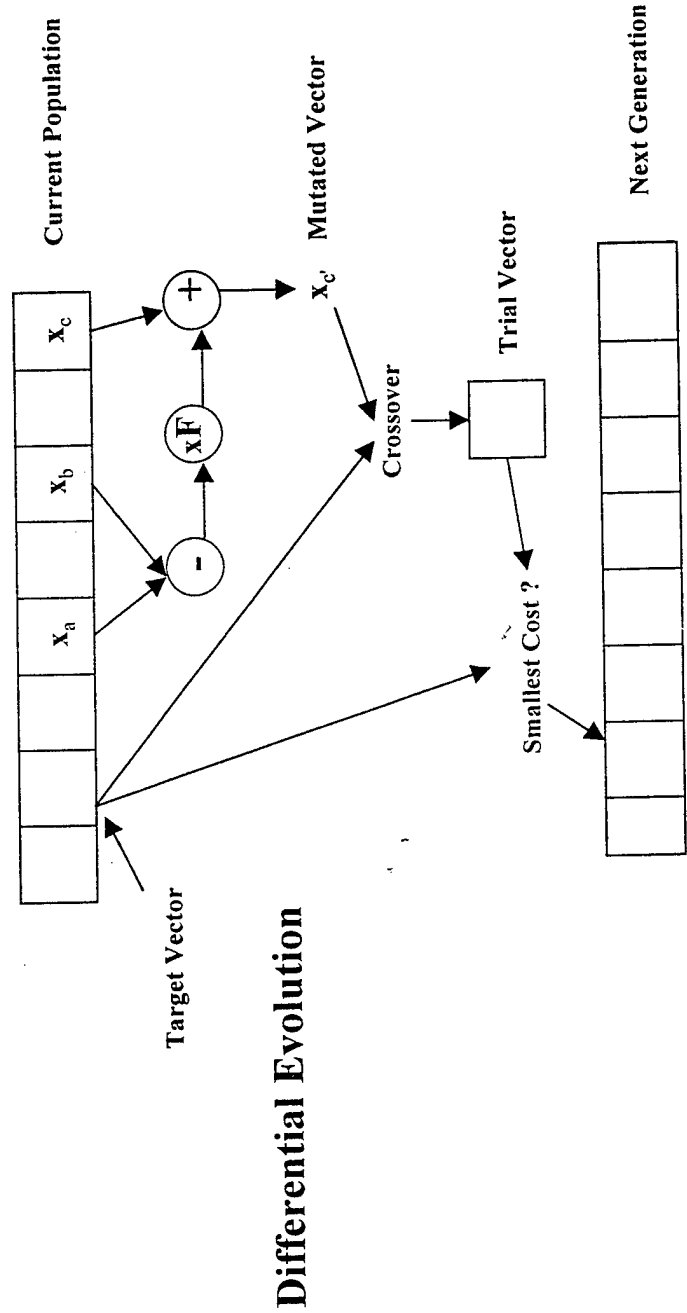 Current Population
x_a
x_b
x_c
-
xF
+
Target Vector
x_c'
Mutated Vector
Differential Evolution
Crossover
Trial Vector
Smallest Cost ?
Next Generation